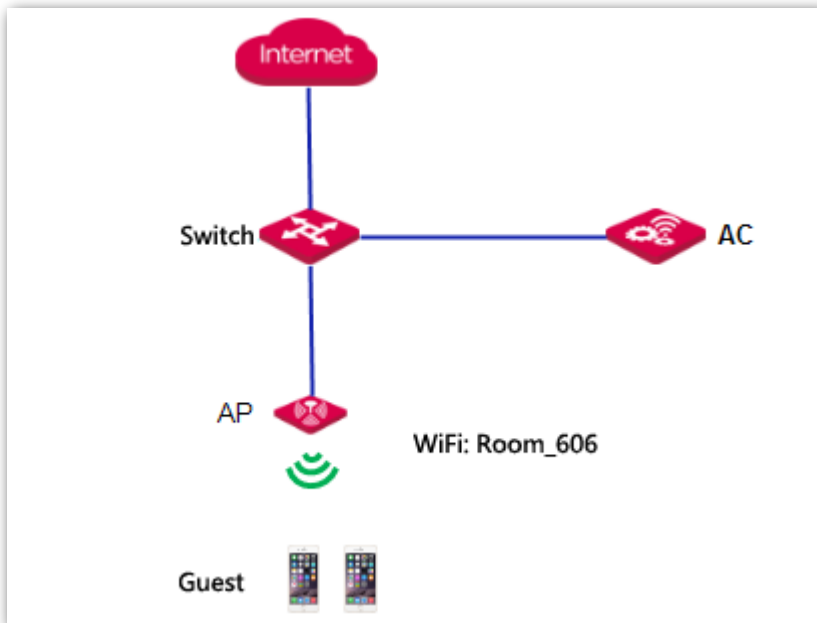 Internet
Switch
AC
AP
WiFi: Room_606
Guest